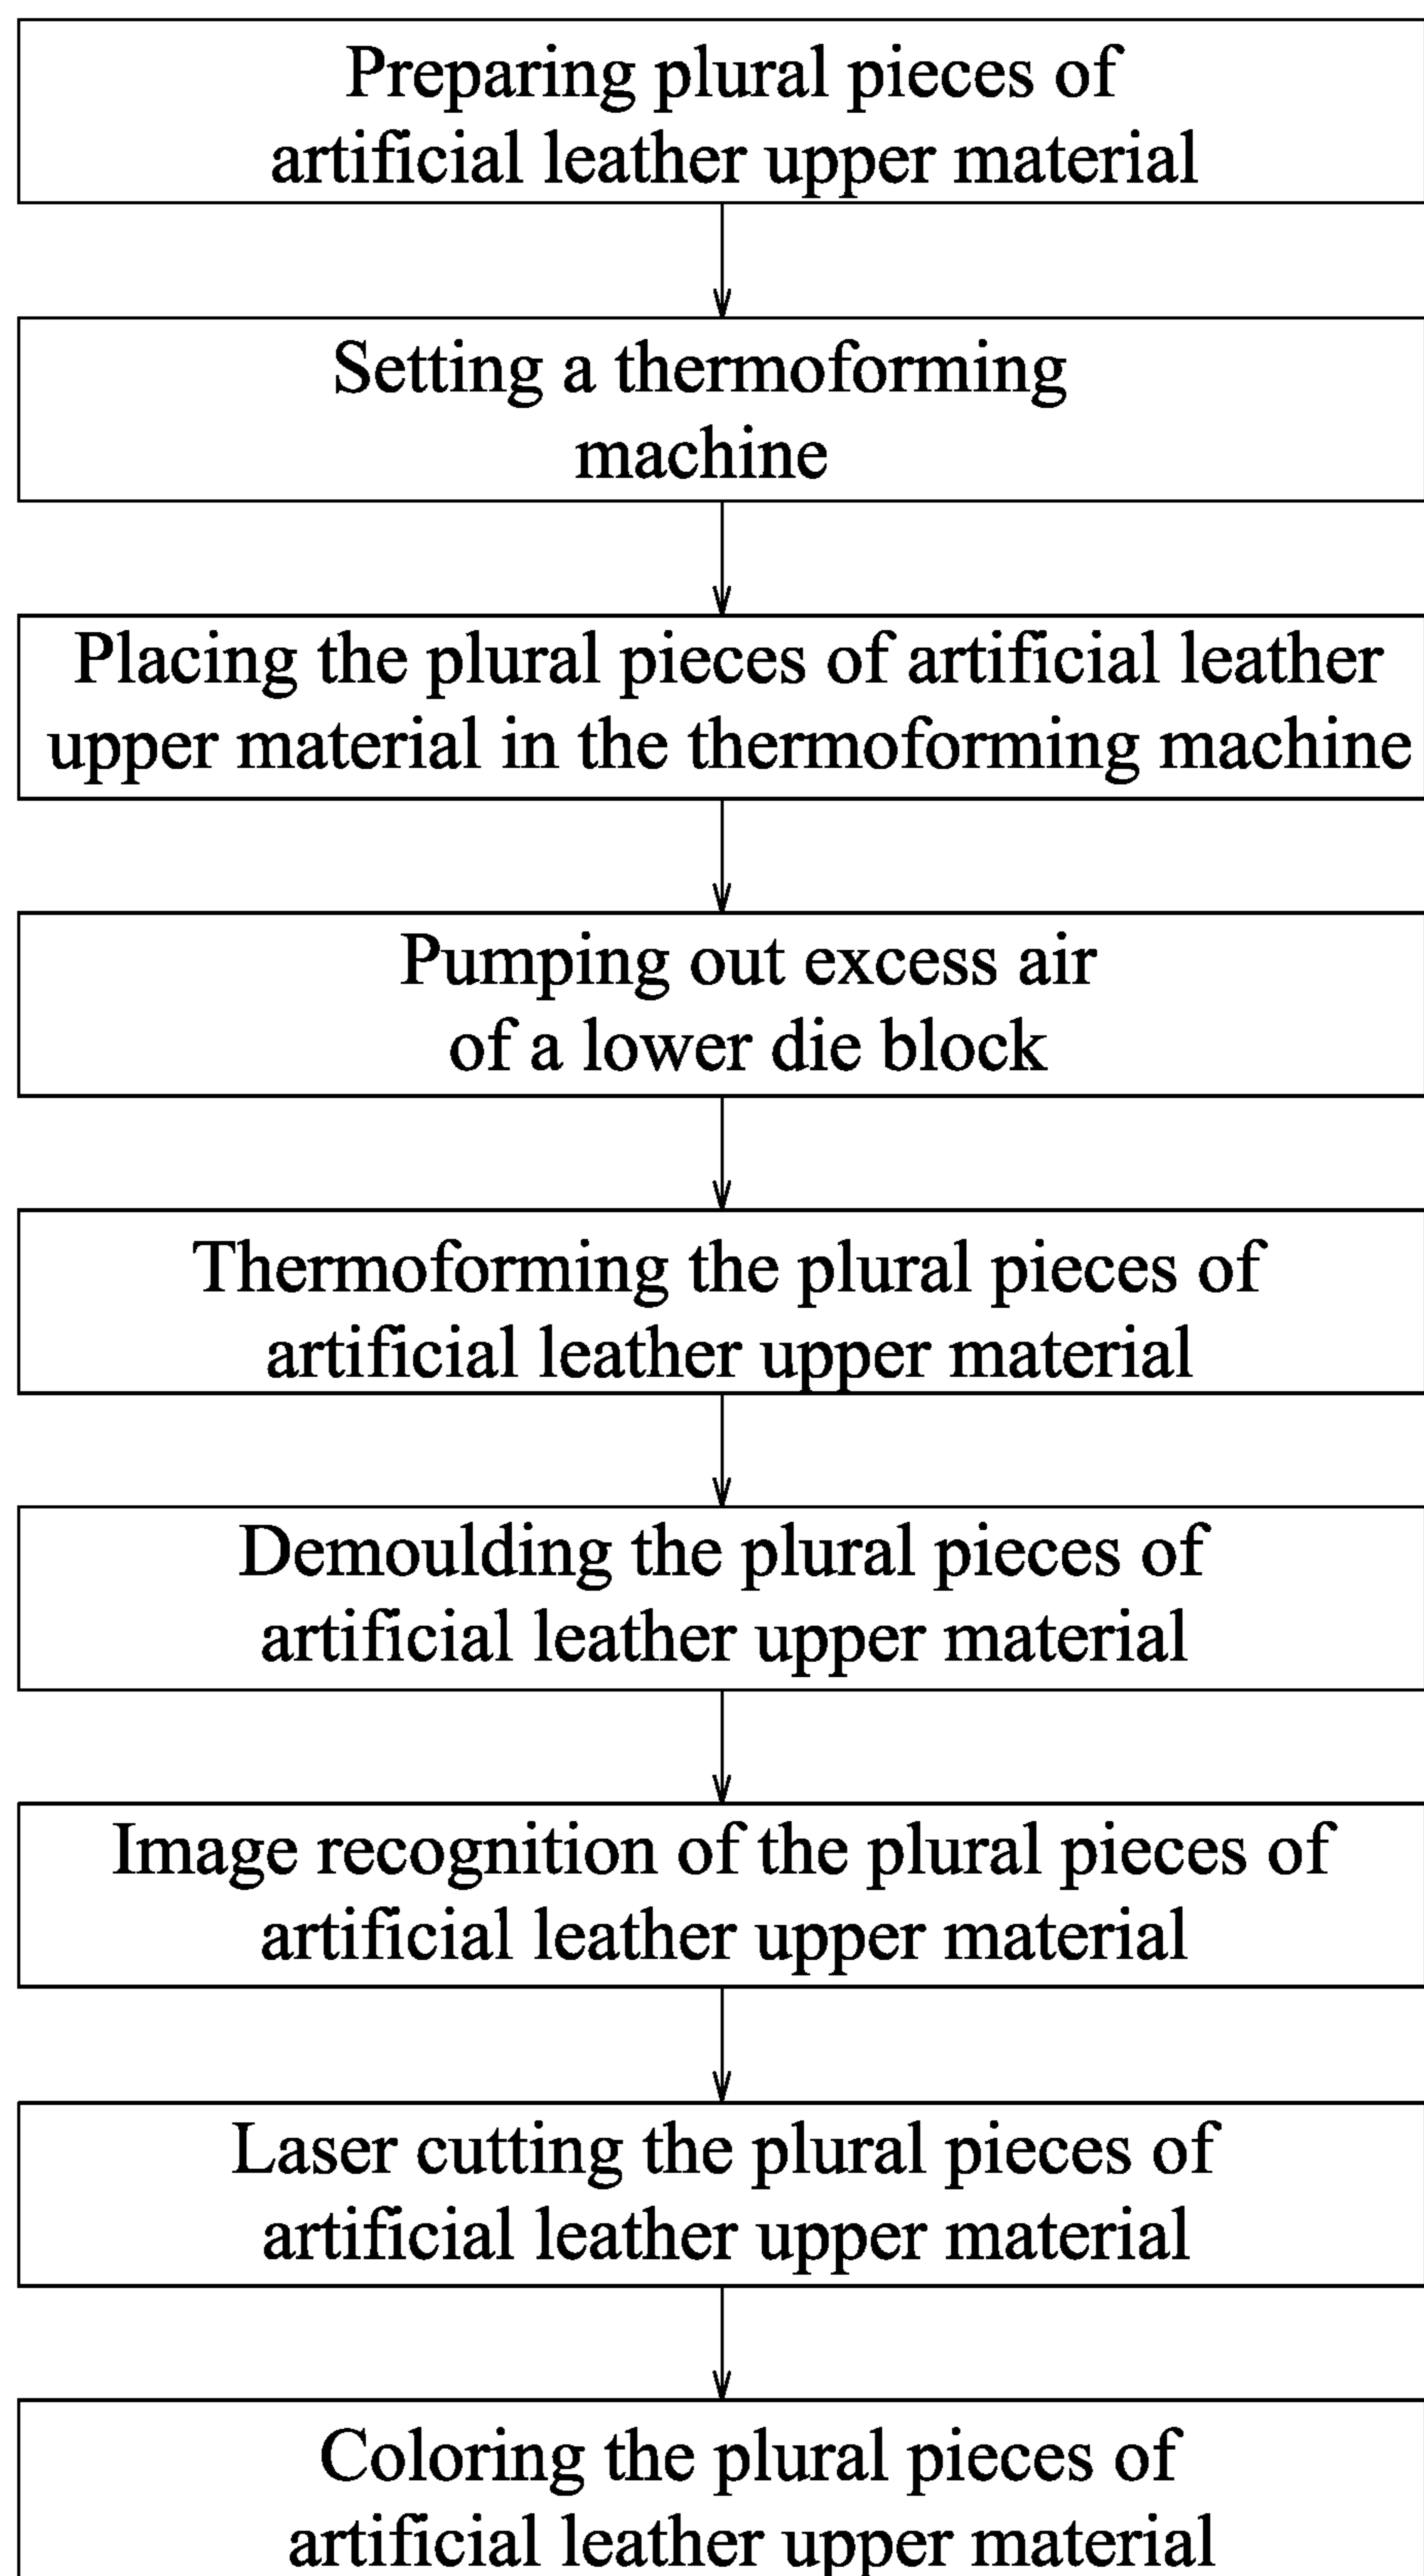 Preparing plural pieces of
artificial leather upper material
Setting a thermoforming
machine
Placing the plural pieces of artificial leather
upper material in the thermoforming machine
Pumping out excess air
of a lower die block
Thermoforming the plural pieces of
artificial leather upper material
Demoulding the plural pieces of
artificial leather upper material
Image recognition of the plural pieces of
artificial leather upper material
Laser cutting the plural pieces of
artificial leather upper material
Coloring the plural pieces of
artificial leather upper material